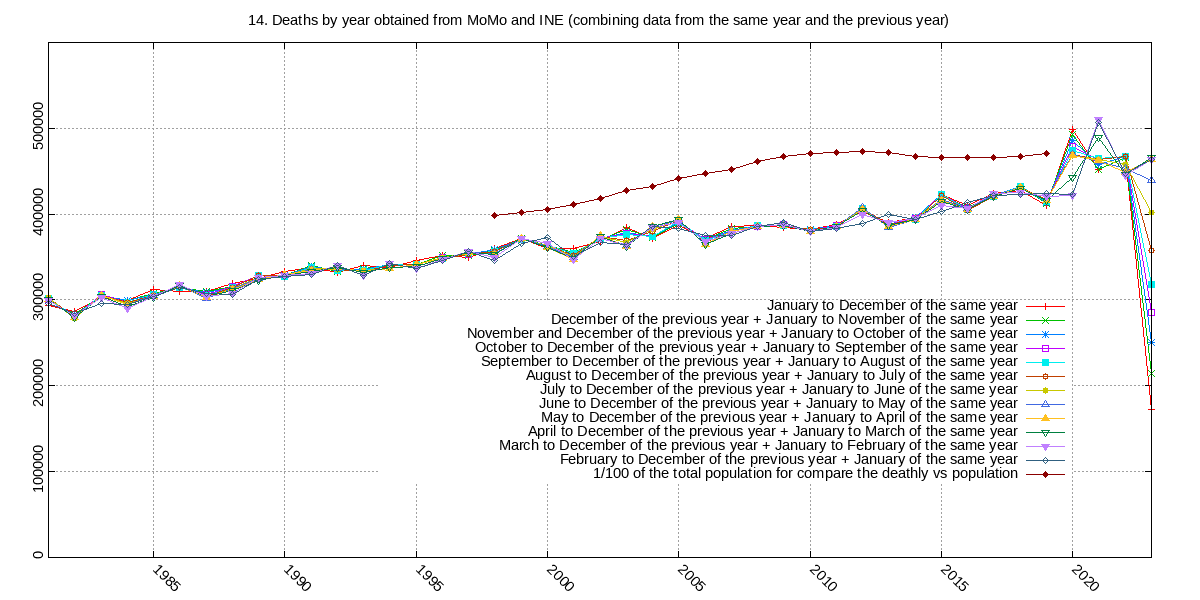 14. Deaths by year obtained from MoMo and INE (combining data from the same year and the previous year)
500000
400000
300000
200000
10000
0
January to December of the same year
December of the previous year + January to November of the same year
November and December of the previous year + January to October of the same year
October to December of the previous year + January to September of the same year
September to December of the previous year + January to August of the same year
August to December of the previous year + January to July of the same year
July to December of the previous year + January to June of the same year
June to December of the previous year + January to May of the same year
May to December of the previous year + January to April of the same year
April to December of the previous year + January to March of the same year
March to December of the previous year + January to February of the same year
February to December of the previous year + January of the same year
1/100 of the total population for compare the deathly vs population
1985
1990
1995
2000
2005
2010
2015
2020